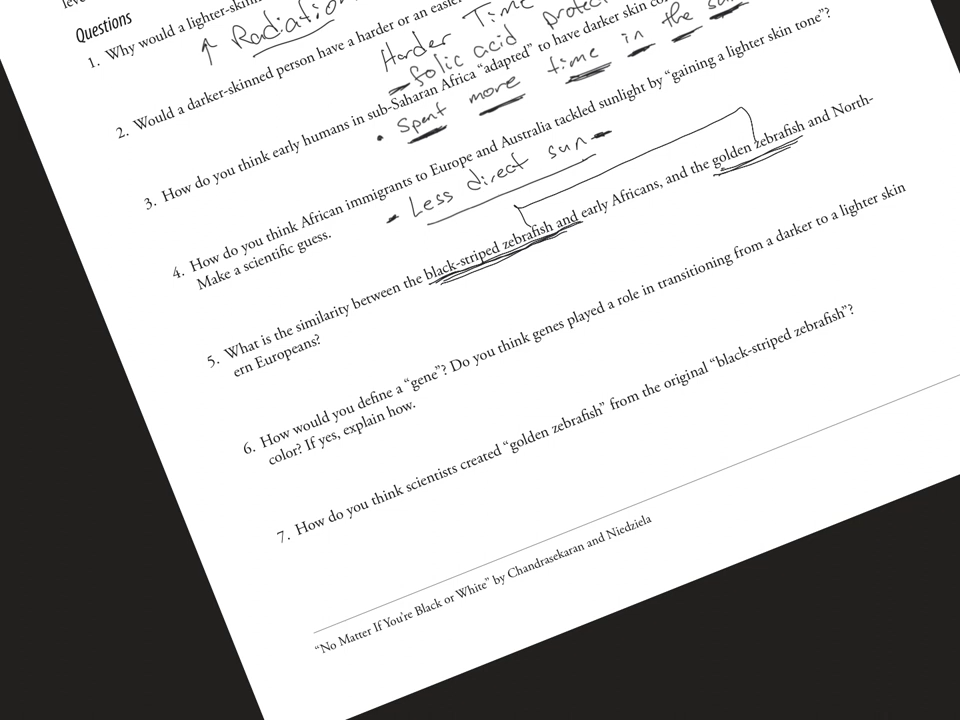 Questions
1. Why would a lighter-skin
↑ Radiatio
2. Would a darker-skinned person have a harder or an easie
Harder Time
- folic acid protec
3. How do you think early humans in sub-Saharan Africa “adapted” to have darker skin co
• Spent more time in the su
4. How do you think African immigrants to Europe and Australia tackled sunlight by “gaining a lighter skin tone”?
Make a scientific guess.
- Less direct sun -
5. What is the similarity between the black-striped zebrafish and early Africans, and the golden zebrafish and North-
ern Europeans?
6. How would you define a “gene”? Do you think genes played a role in transitioning from a darker to a lighter skin
color? If yes, explain how.
7. How do you think scientists created “golden zebrafish” from the original “black-striped zebrafish”?
“No Matter If You’re Black or White” by Chandrasekaran and Niedziela